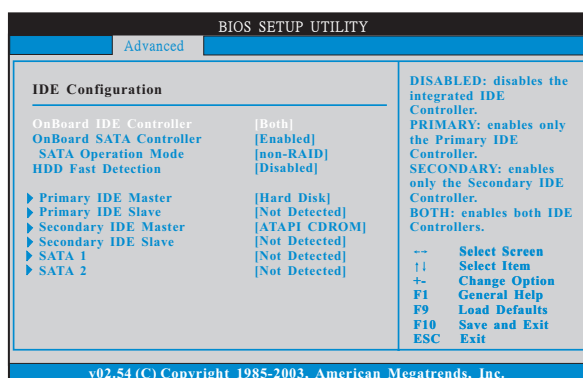 BIOS SETUP UTILITY
Advanced
IDE Configuration
OnBoard IDE Controller [Both]
OnBoard SATA Controller [Enabled]
SATA Operation Mode [non-RAID]
HDD Fast Detection [Disabled]
Primary IDE Master [Hard Disk]
Primary IDE Slave [Not Detected]
Secondary IDE Master [ATAPI CDROM]
Secondary IDE Slave [Not Detected]
SATA 1 [Not Detected]
SATA 2 [Not Detected]
DISABLED: disables the
integrated IDE
Controller.
PRIMARY: enables only
the Primary IDE
Controller.
SECONDARY: enables
only the Secondary IDE
Controller.
BOTH: enables both IDE
Controllers.
←→ Select Screen
↑↓ Select Item
+- Change Option
F1 General Help
F9 Load Defaults
F10 Save and Exit
ESC Exit
v02.54 (C) Copyright 1985-2003, American Megatrends, Inc.